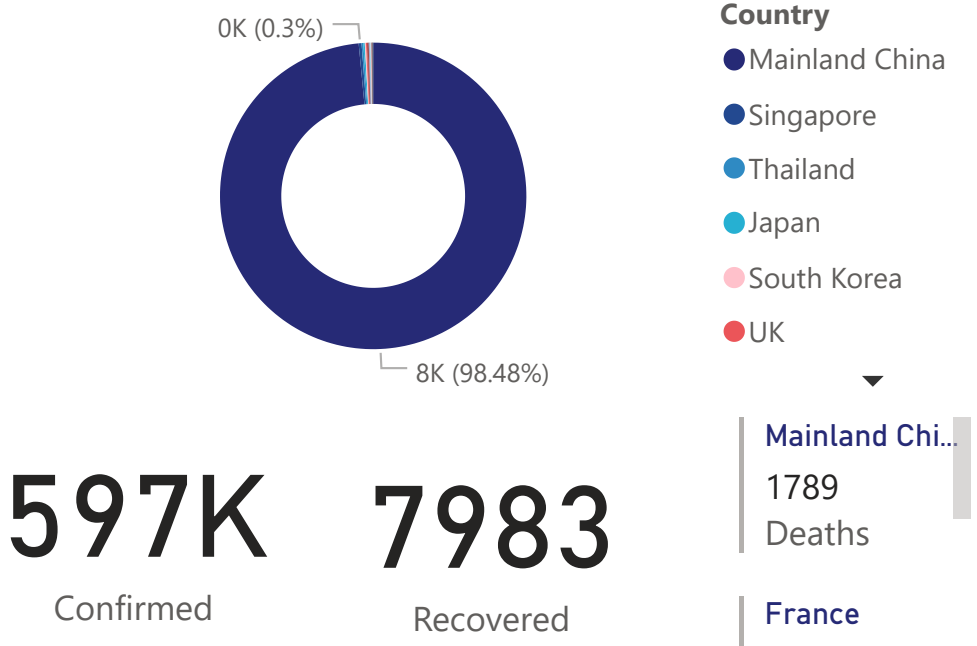 0K (0.3%)
8K (98.48%)
Country
Mainland China
Singapore
Thailand
Japan
South Korea
UK
597K
Confirmed
7983
Recovered
Mainland Chi...
1789
Deaths
France